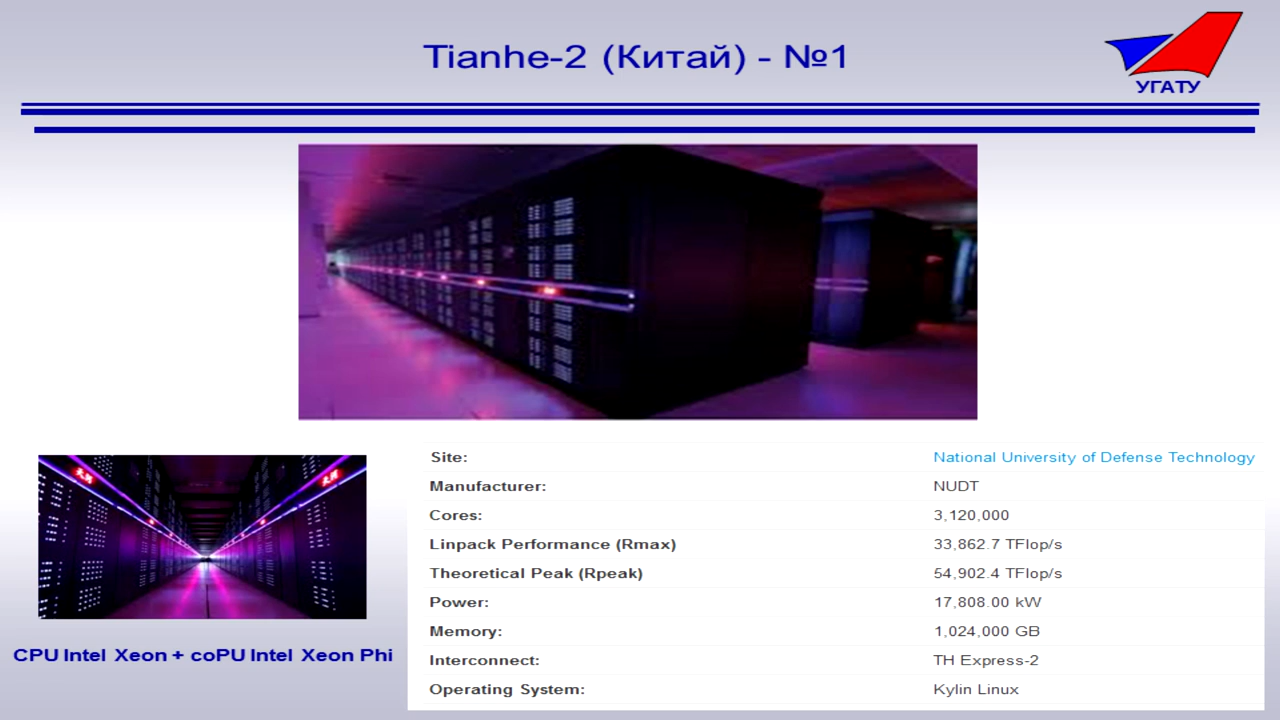 Tianhe-2 (Китай) - №1
УГАТУ
Site: National University of Defense Technology
Manufacturer: NUDT
Cores: 3,120,000
Linpack Performance (Rmax) 33,862.7 TFlop/s
Theoretical Peak (Rpeak) 54,902.4 TFlop/s
Power: 17,808.00 kW
Memory: 1,024,000 GB
Interconnect: TH Express-2
Operating System: Kylin Linux
CPU Intel Xeon + coPU Intel Xeon Phi